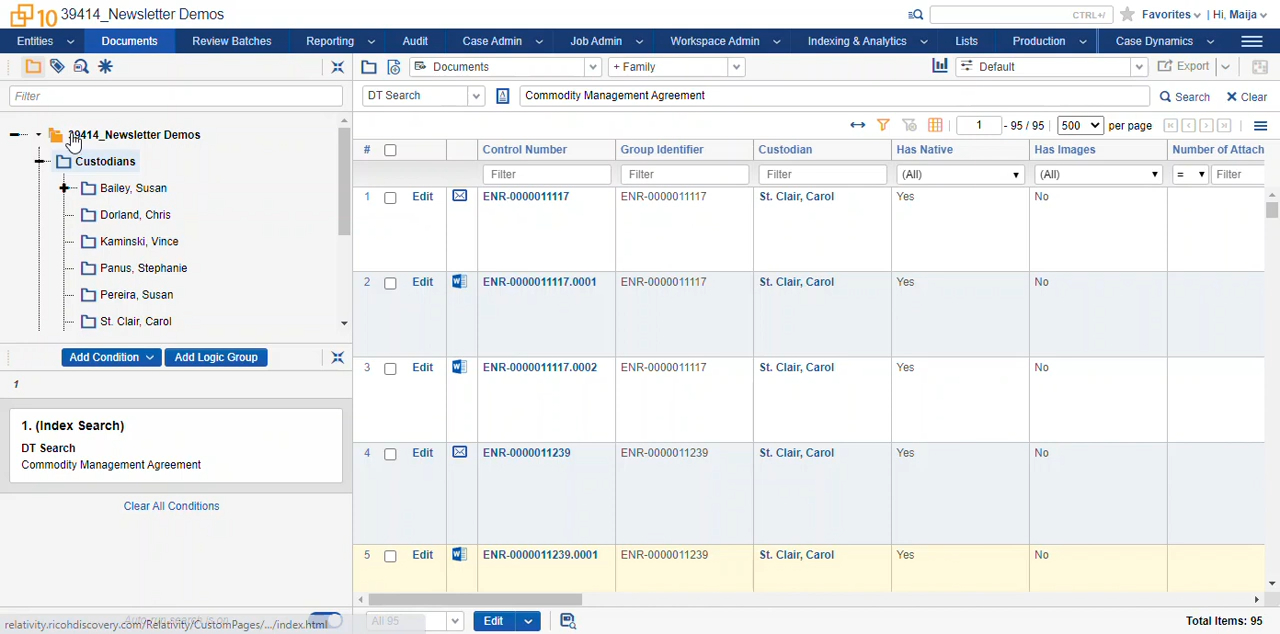 10 39414_Newsletter Demos CTRL+/ Favorites | Hi, Maija
Entities Documents Review Batches Reporting Audit Case Admin Job Admin Workspace Admin Indexing & Analytics Lists Production Case Dynamics
Documents + Family Default Export
Filter DT Search Commodity Management Agreement Search Clear
39414_Newsletter Demos
Custodians
Bailey, Susan
Dorland, Chris
Kaminski, Vince
Panus, Stephanie
Pereira, Susan
St. Clair, Carol
Add Condition Add Logic Group
1
1. (Index Search)
DT Search
Commodity Management Agreement
Clear All Conditions
relativity.ricohdiscovery.com/Relativity/CustomPages/.../index.html
1 - 95 / 95 500 per page
# Control Number Group Identifier Custodian Has Native Has Images Number of Attach
Filter Filter Filter (All) (All) = Filter
1 Edit ENR-0000011117 ENR-0000011117 St. Clair, Carol Yes No
2 Edit ENR-0000011117.0001 ENR-0000011117 St. Clair, Carol Yes No
3 Edit ENR-0000011117.0002 ENR-0000011117 St. Clair, Carol Yes No
4 Edit ENR-0000011239 ENR-0000011239 St. Clair, Carol Yes No
5 Edit ENR-0000011239.0001 ENR-0000011239 St. Clair, Carol Yes No
All 95 Edit Total Items: 95